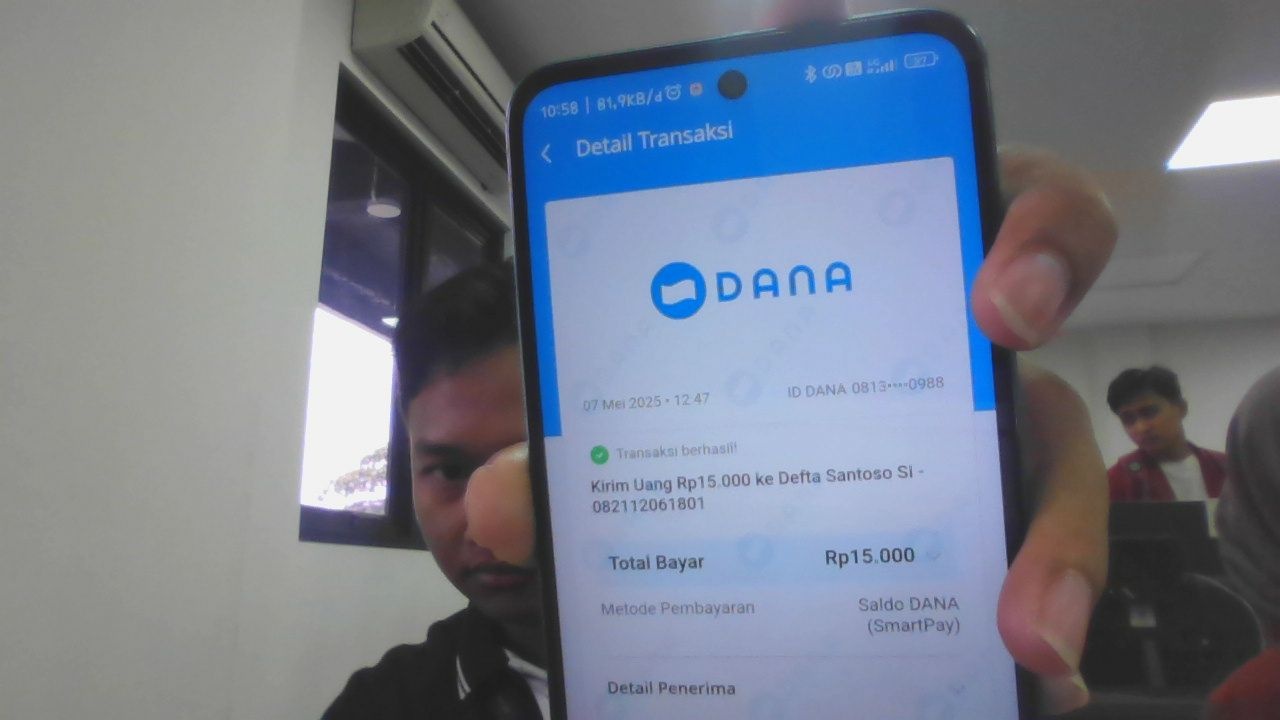 10:58 | 81,9KB/d
27
Detail Transaksi
DANA
07 Mei 2025 • 12:47
ID DANA 0813••••0988
Transaksi berhasil!
Kirim Uang Rp15.000 ke Defta Santoso Si -
082112061801
Total Bayar
Rp15.000
Metode Pembayaran
Saldo DANA
(SmartPay)
Detail Penerima